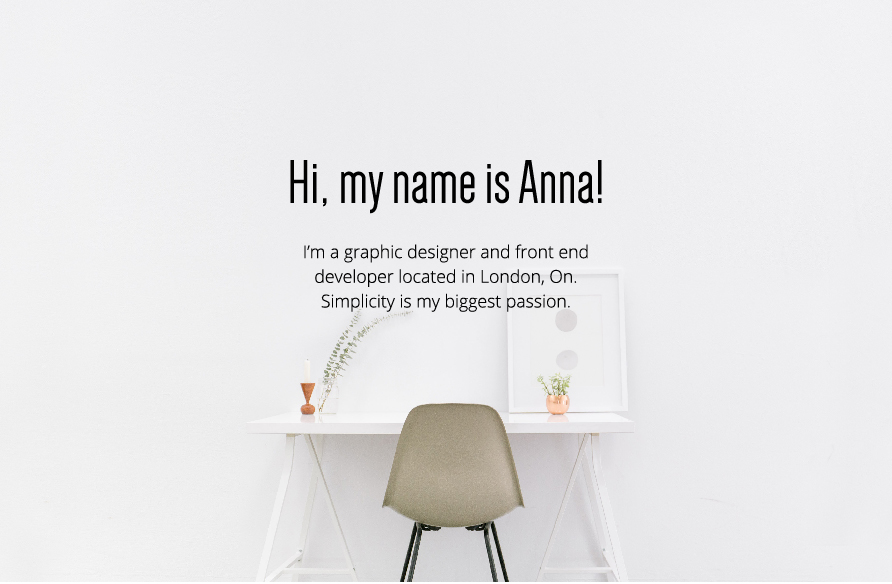 Hi, my name is Anna!
I'm a graphic designer and front end
developer located in London, On.
Simplicity is my biggest passion.